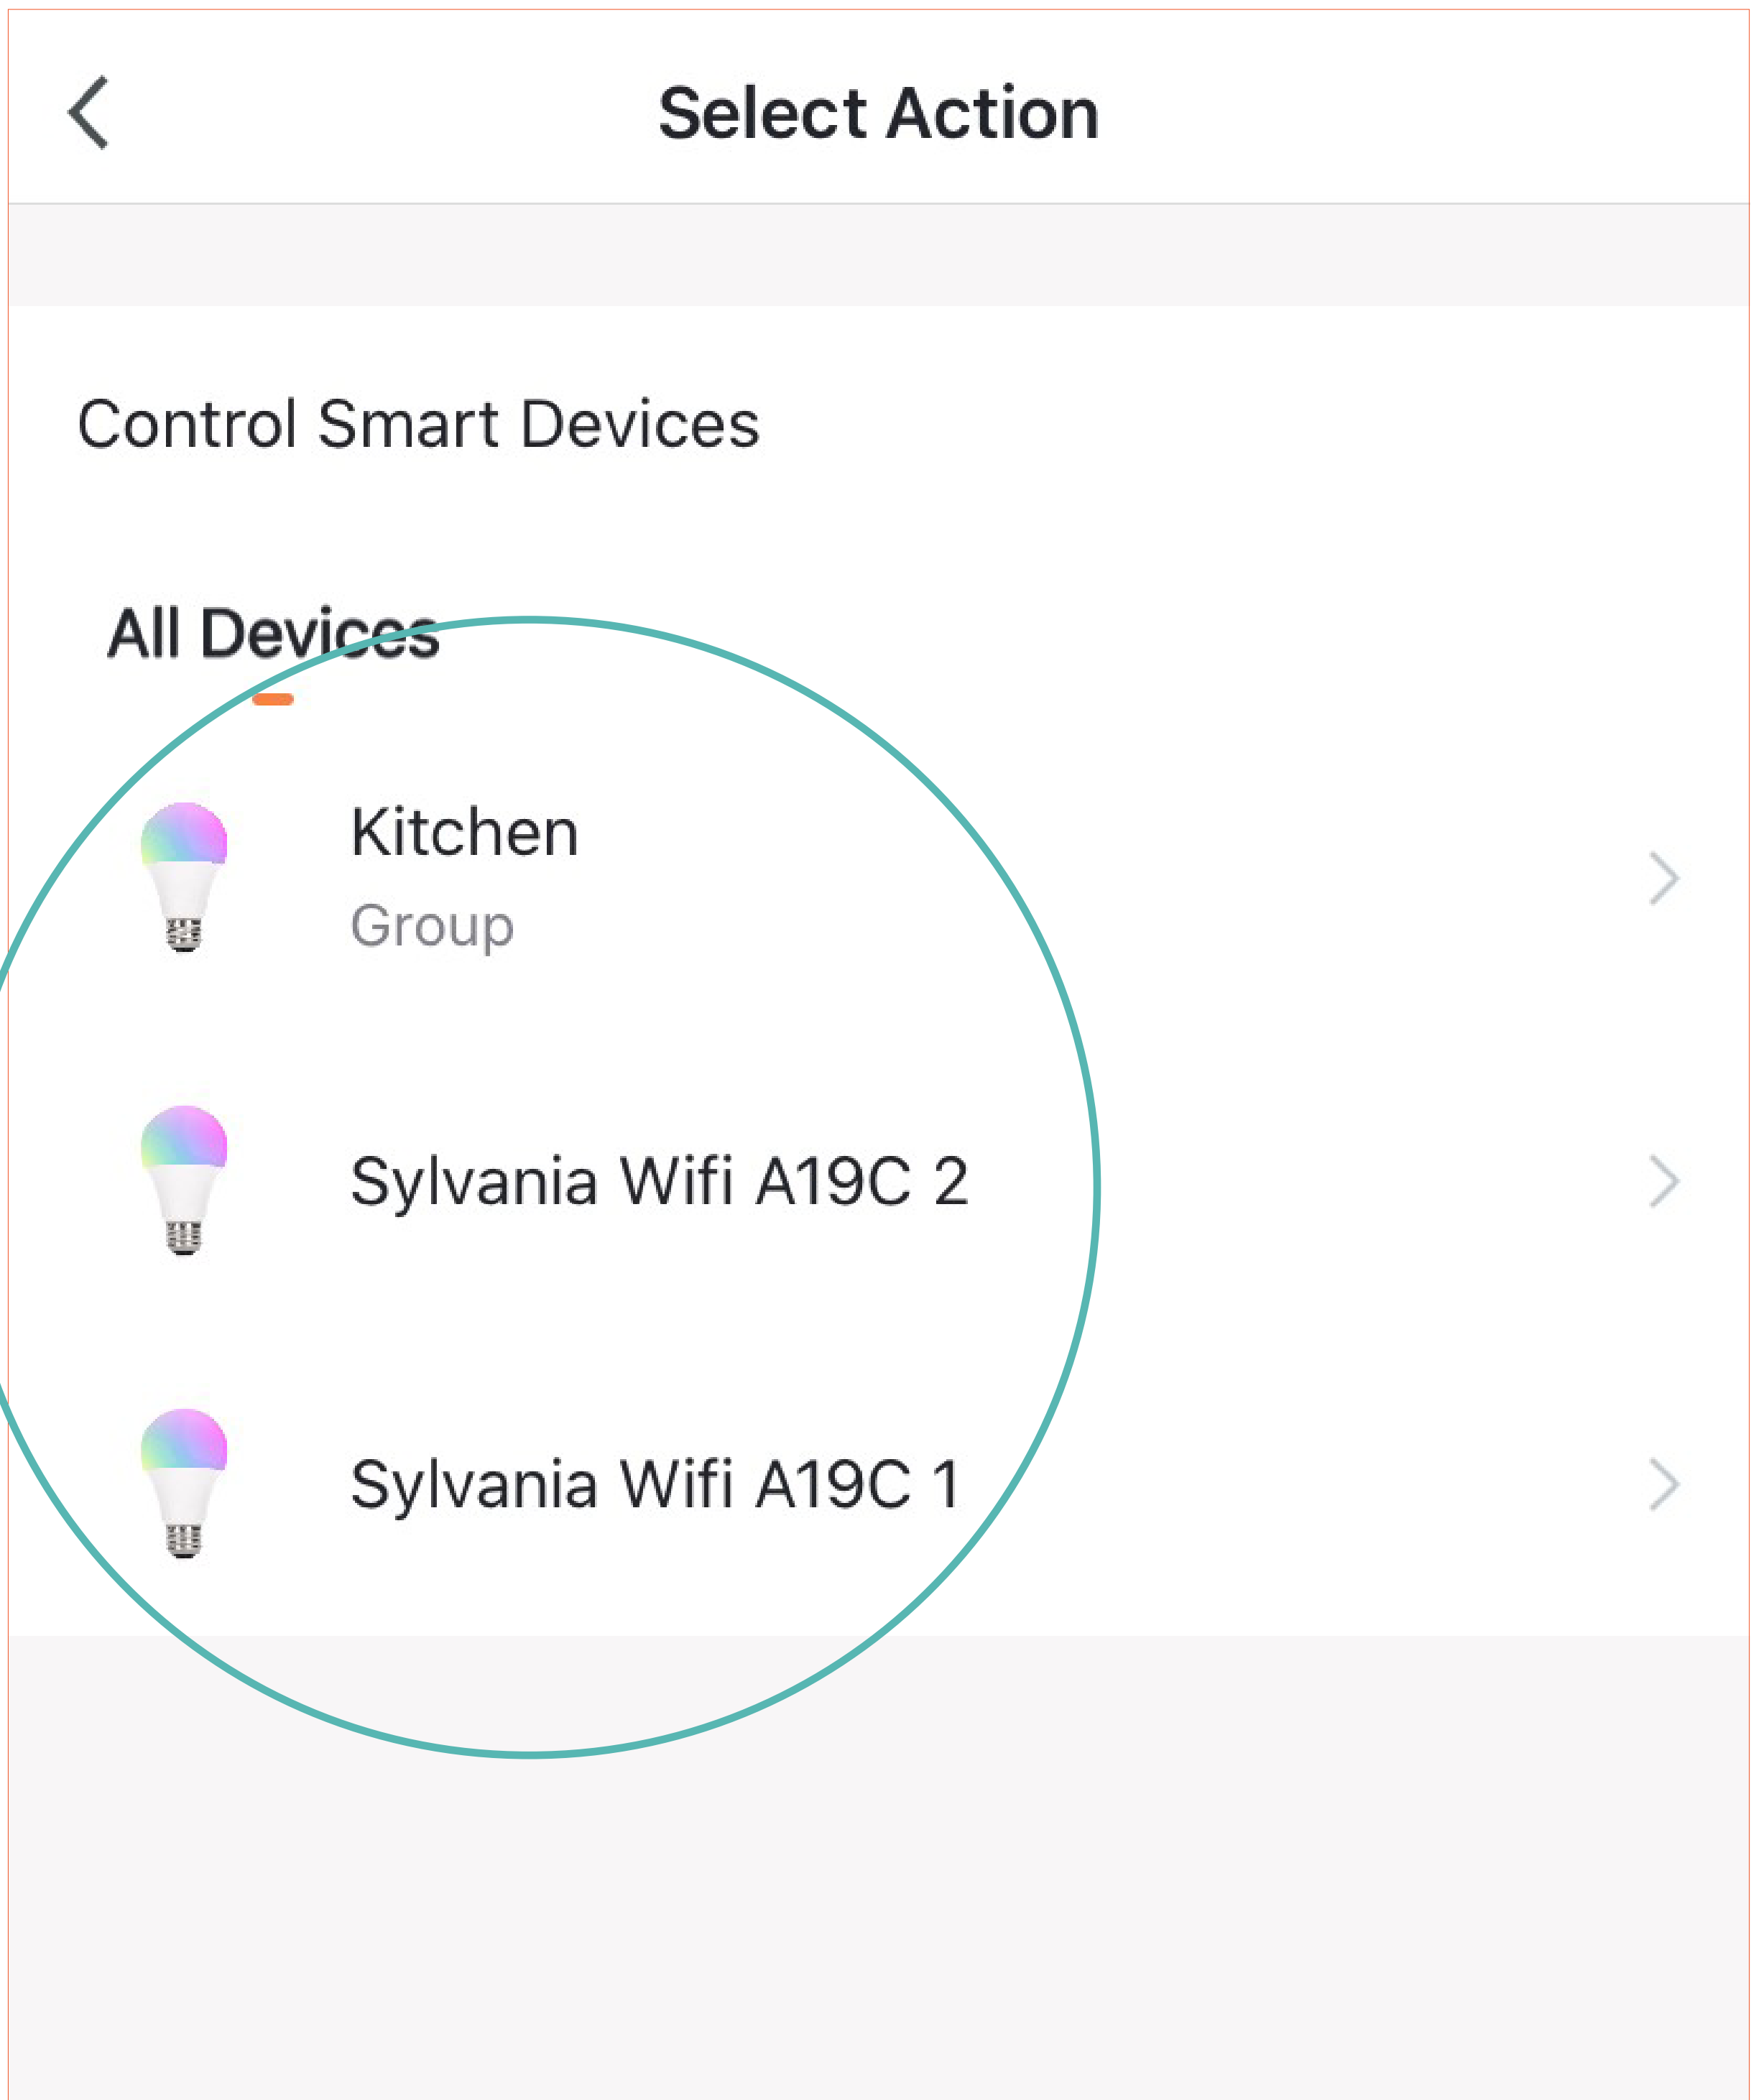 Select Action
Control Smart Devices
All Devices
Kitchen
Group
Sylvania Wifi A19C 2
Sylvania Wifi A19C 1